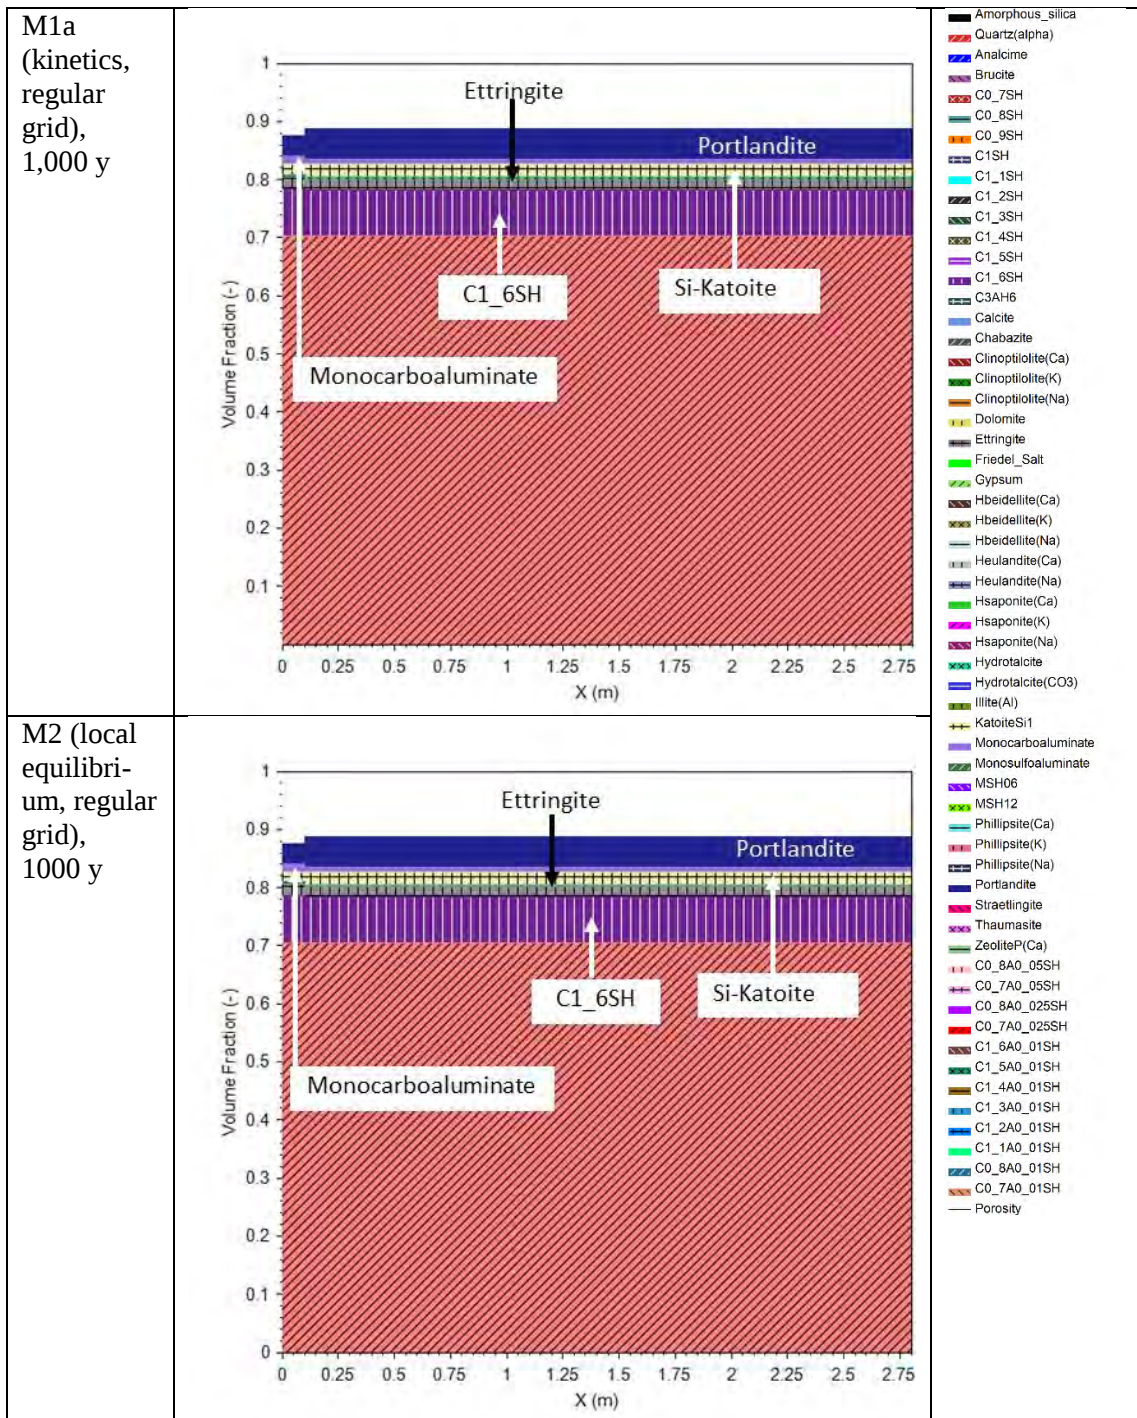 M1a
(kinetics,
regular
grid),
1,000 y
1
0.9
0.8
0.7
0.6
0.5
0.4
0.3
0.2
0.1
Volume Fraction (-)
Ettringite
Portlandite
C1_6SH
Si-Katoite
Monocarboaluminate
0 0.25 0.5 0.75 1 1.25 1.5 1.75 2 2.25 2.5 2.75
X (m)
M2 (local
equilibri-
um, regular
grid),
1000 y
1
0.9
0.8
0.7
0.6
0.5
0.4
0.3
0.2
0.1
0
Volume Fraction (-)
Ettringite
Portlandite
C1_6SH
Si-Katoite
Monocarboaluminate
0 0.25 0.5 0.75 1 1.25 1.5 1.75 2 2.25 2.5 2.75
X (m)
Amorphous_silica
Quartz(alpha)
Analcime
Brucite
C0_7SH
C0_8SH
C0_9SH
C1SH
C1_1SH
C1_2SH
C1_3SH
C1_4SH
C1_5SH
C1_6SH
C3AH6
Calcite
Chabazite
Clinoptilolite(Ca)
Clinoptilolite(K)
Clinoptilolite(Na)
Dolomite
Ettringite
Friedel_Salt
Gypsum
Hbeidellite(Ca)
Hbeidellite(K)
Hbeidellite(Na)
Heulandite(Ca)
Heulandite(Na)
Hsaponite(Ca)
Hsaponite(K)
Hsaponite(Na)
Hydrotalcite
Hydrotalcite(CO3)
Illite(Al)
KatoiteSi1
Monocarboaluminate
Monosulfoaluminate
MSH06
MSH12
Phillipsite(Ca)
Phillipsite(K)
Phillipsite(Na)
Portlandite
Straetlingite
Thaumasite
ZeoliteP(Ca)
C0_8A0_05SH
C0_7A0_05SH
C0_8A0_025SH
C0_7A0_025SH
C1_6A0_01SH
C1_5A0_01SH
C1_4A0_01SH
C1_3A0_01SH
C1_2A0_01SH
C1_1A0_01SH
C0_8A0_01SH
C0_7A0_01SH
Porosity